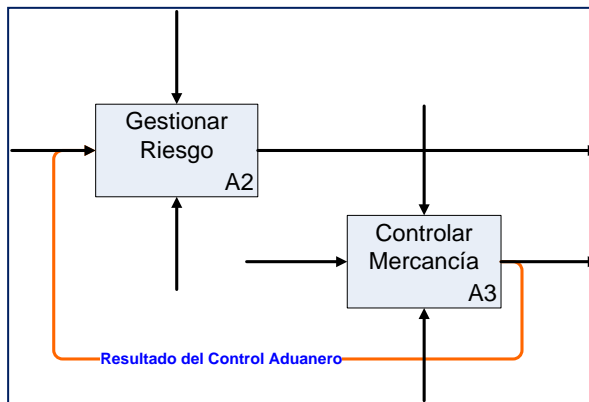 Gestionar
Riesgo
A2
Controlar
Mercancía
A3
Resultado del Control Aduanero